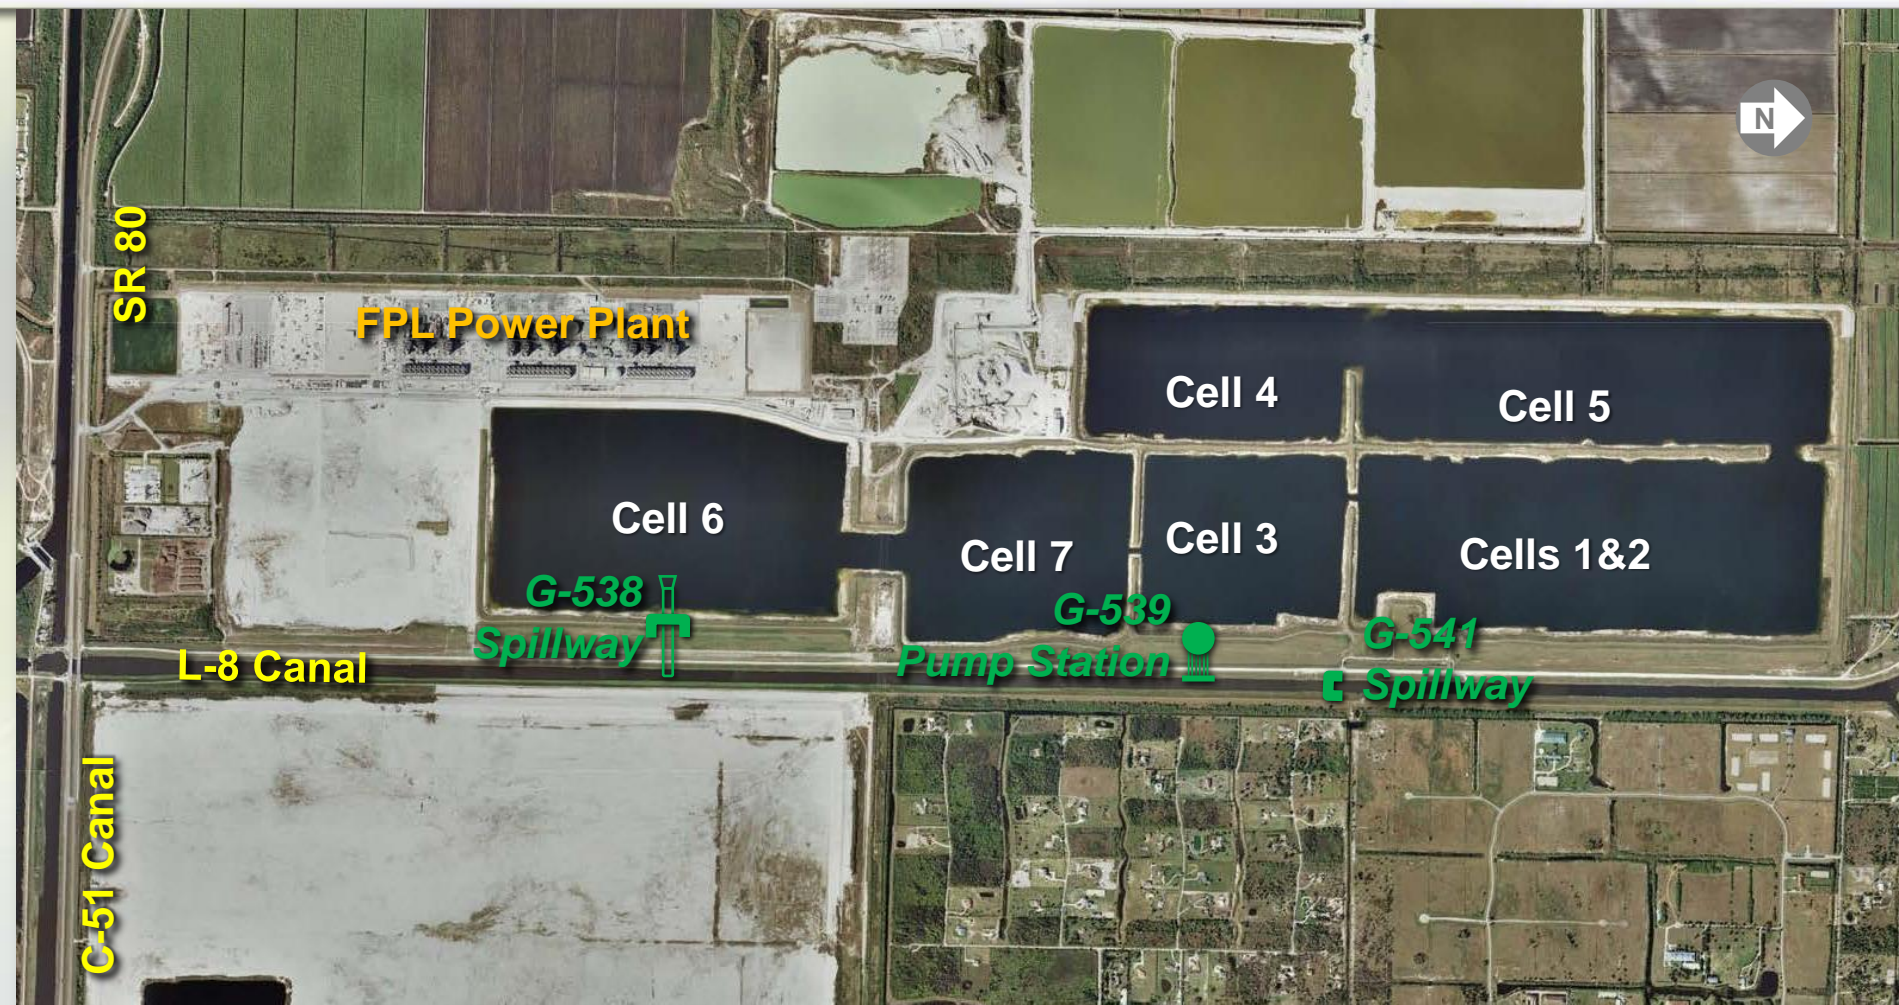 N
SR 80
FPL Power Plant
Cell 4
Cell 5
Cell 6
Cell 7
Cell 3
Cells 1&2
G-538
Spillway
G-539
Pump Station
G-541
Spillway
L-8 Canal
C-51 Canal